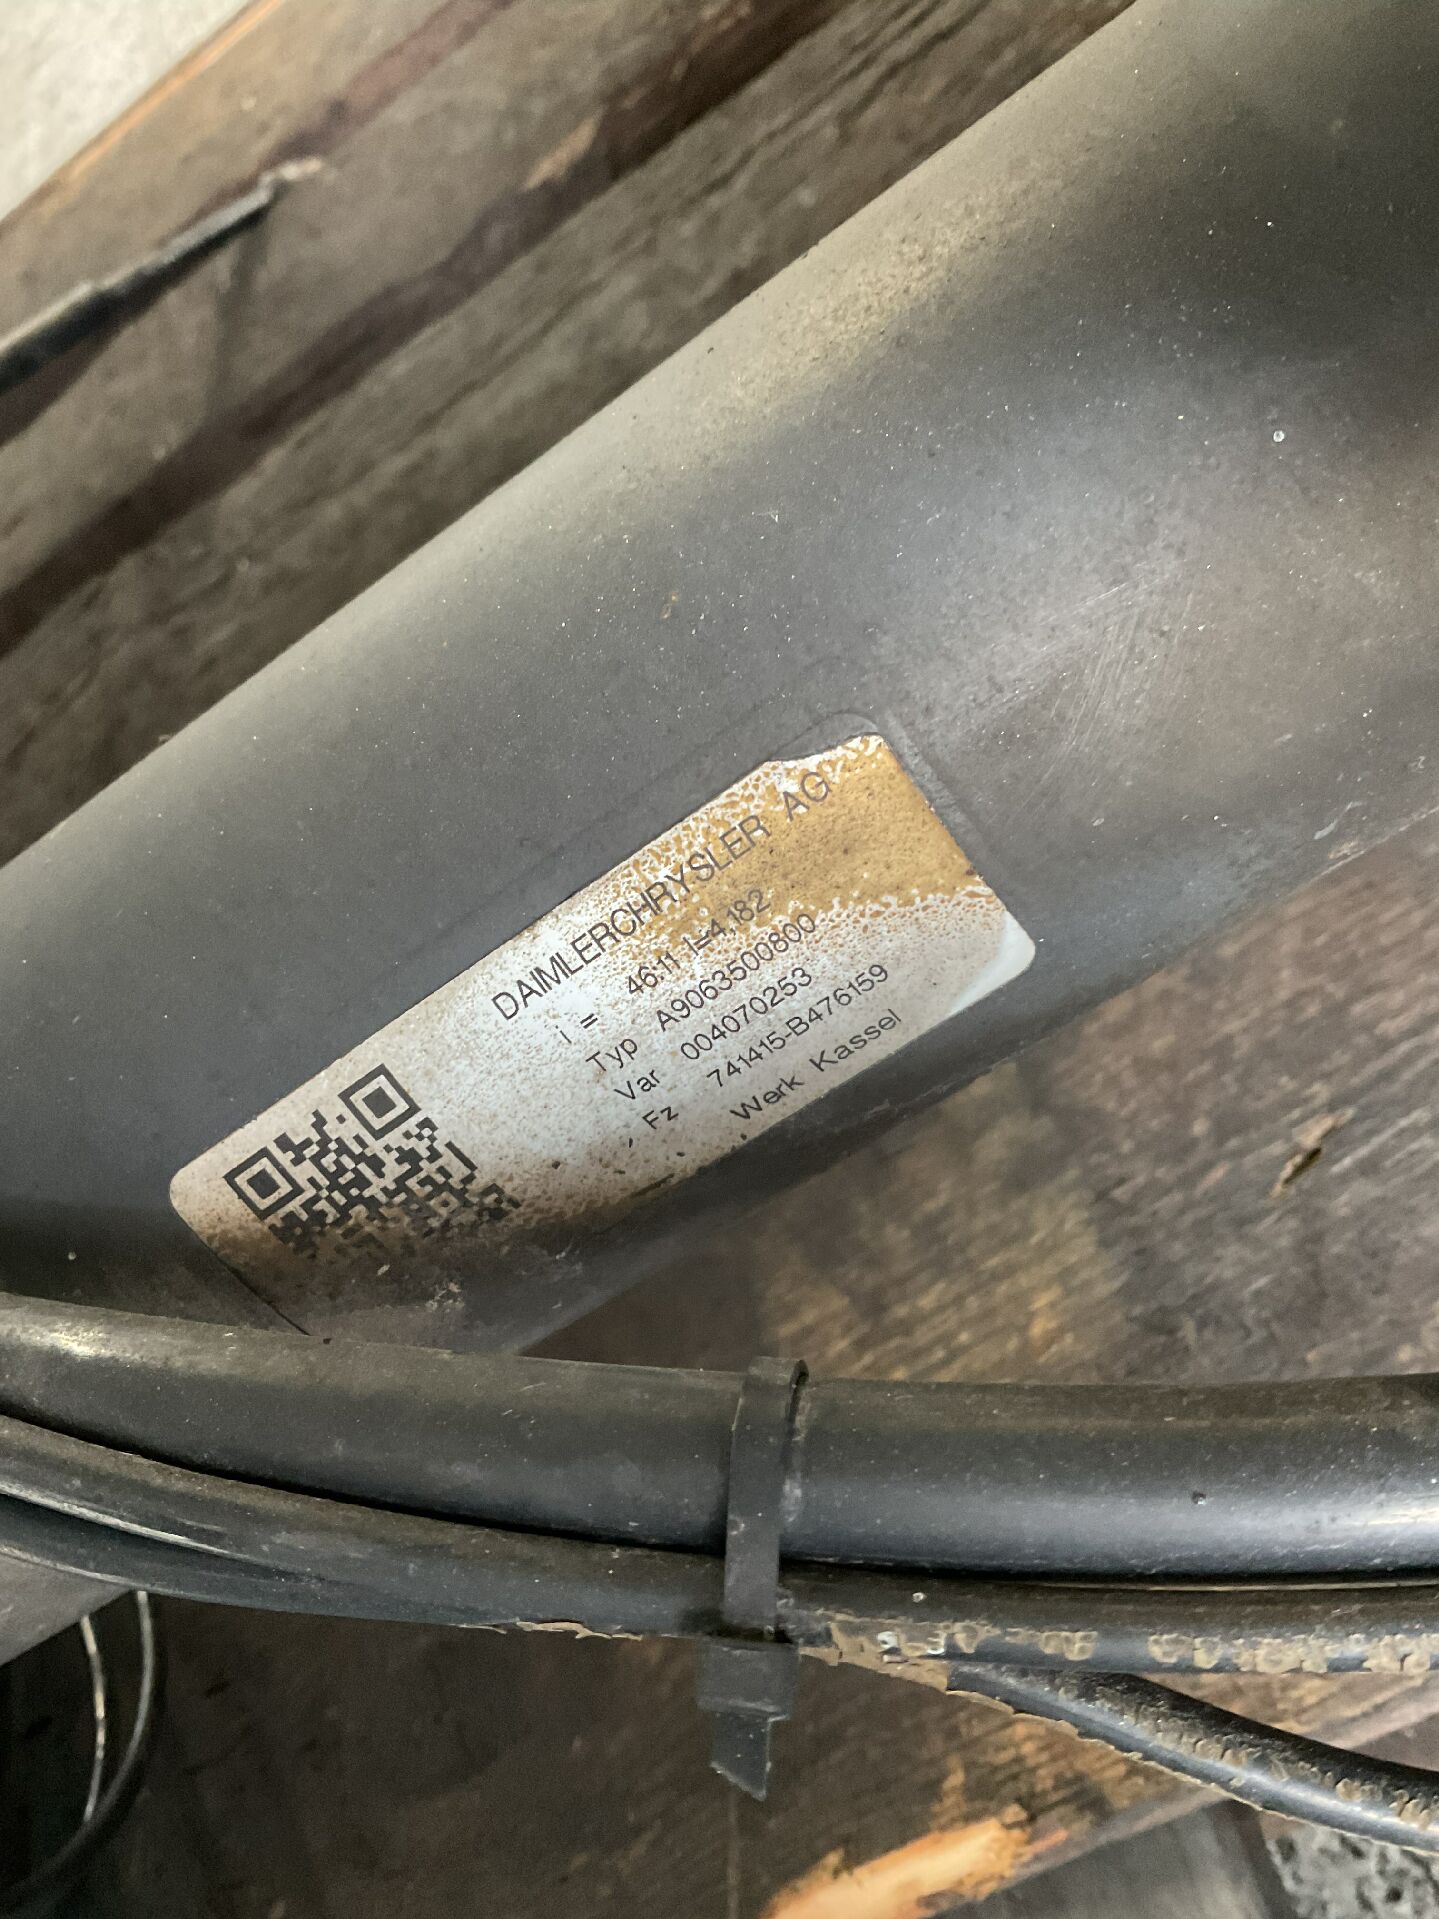 DAIMLERCHRYSLER AG
i = 46:11 I=4,182
Typ A9063500800
Var 004070253
Fz 741415-B476159
Werk Kassel